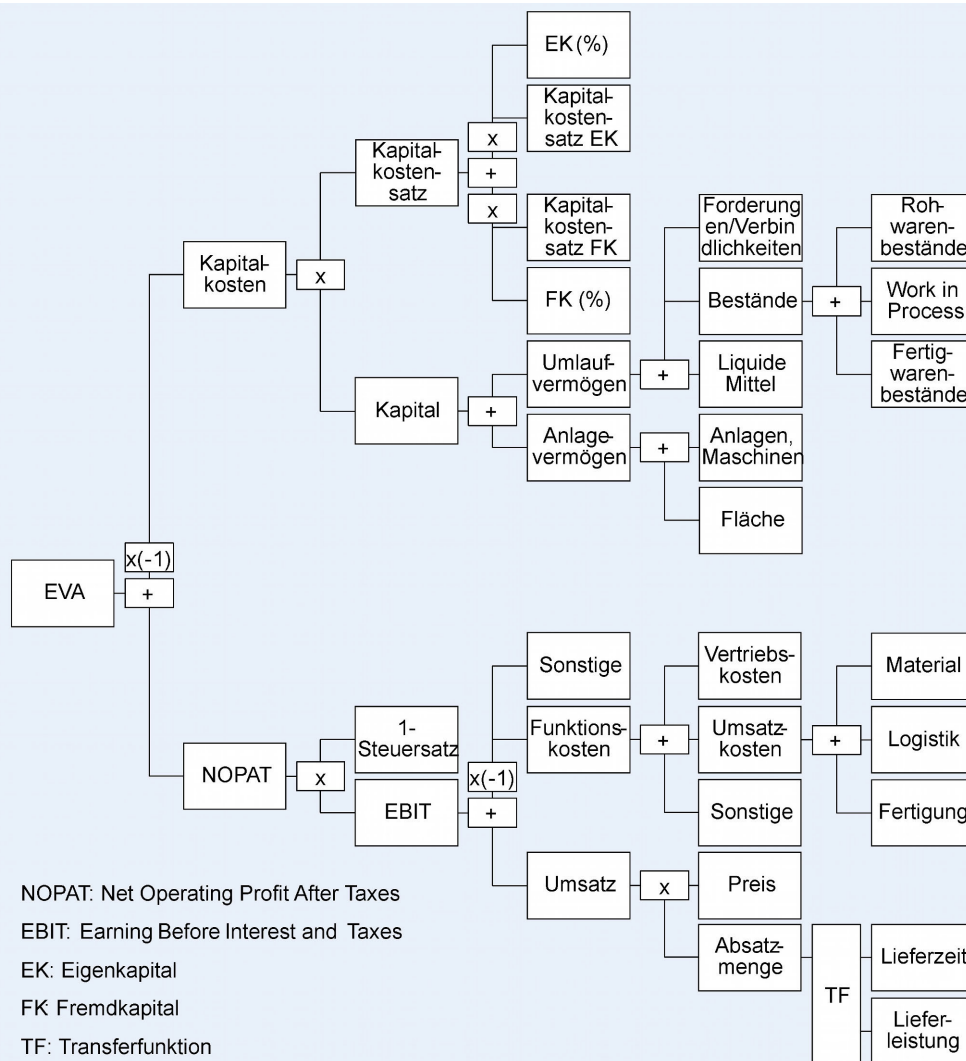 EK (%)
Kapital-
kosten-
satz EK
x
Kapital-
kosten-
satz
+
x
Kapital-
kosten-
satz FK
Forderung
en/Verbin
dlichkeiten
Roh-
waren-
bestände
Kapital-
kosten
x
FK (%)
Bestände
+
Work in
Process
Umlauf-
vermögen
+
Liquide
Mittel
Fertig-
waren-
bestände
Kapital
+
Anlage-
vermögen
+
Anlagen,
Maschinen
Fläche
x(-1)
EVA
+
Sonstige
Vertriebs-
kosten
Material
1-
Steuersatz
Funktions-
kosten
+
Umsatz-
kosten
+
Logistik
NOPAT
x
x(-1)
EBIT
+
Sonstige
Fertigung
Umsatz
x
Preis
Absatz-
menge
TF
Lieferzeit
Liefer-
leistung
NOPAT: Net Operating Profit After Taxes
EBIT: Earning Before Interest and Taxes
EK: Eigenkapital
FK: Fremdkapital
TF: Transferfunktion